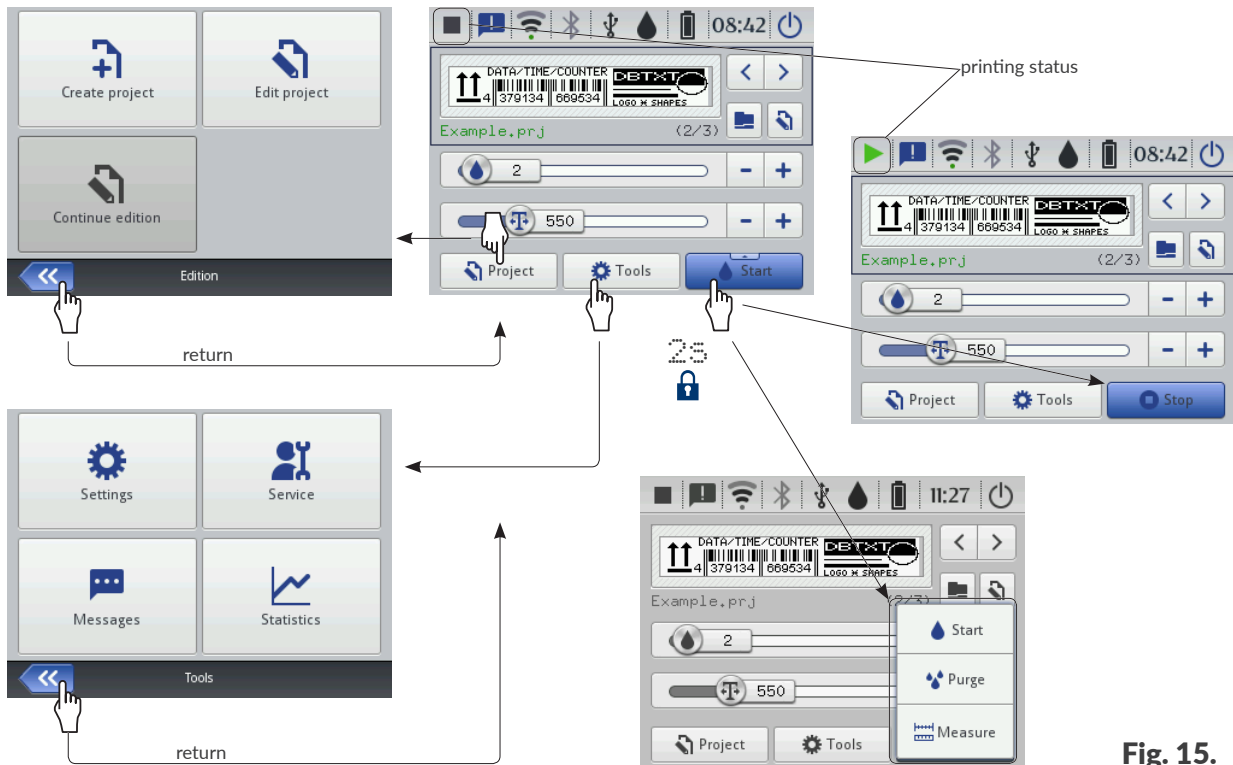 Create project
Edit project
Continue edition
Edition
return
08:42
DATA/TIME/COUNTER
DBTXT
4 379134 669534
LOGO ж SHAPES
Example.prj (2/3)
2
- +
550
- +
Project Tools Start
2s
printing status
08:42
DATA/TIME/COUNTER
DBTXT
4 379134 669534
LOGO ж SHAPES
Example.prj (2/3)
2
- +
550
- +
Project Tools Stop
Settings
Service
Messages
Statistics
Tools
return
11:27
DATA/TIME/COUNTER
DBTXT
4 379134 669534
LOGO ж SHAPES
Example.prj (2/3)
2
550
Project Tools
Start
Purge
Measure
Fig. 15.